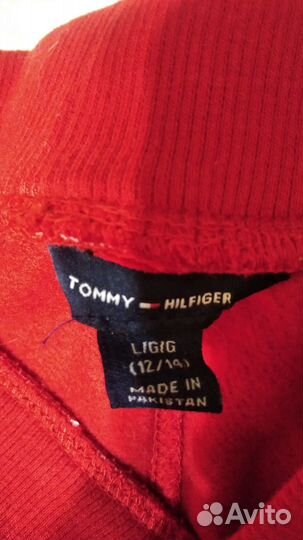 TOMMY HILFIGER
L/G/G
(12/14)
MADE IN
PAKISTAN
Avito